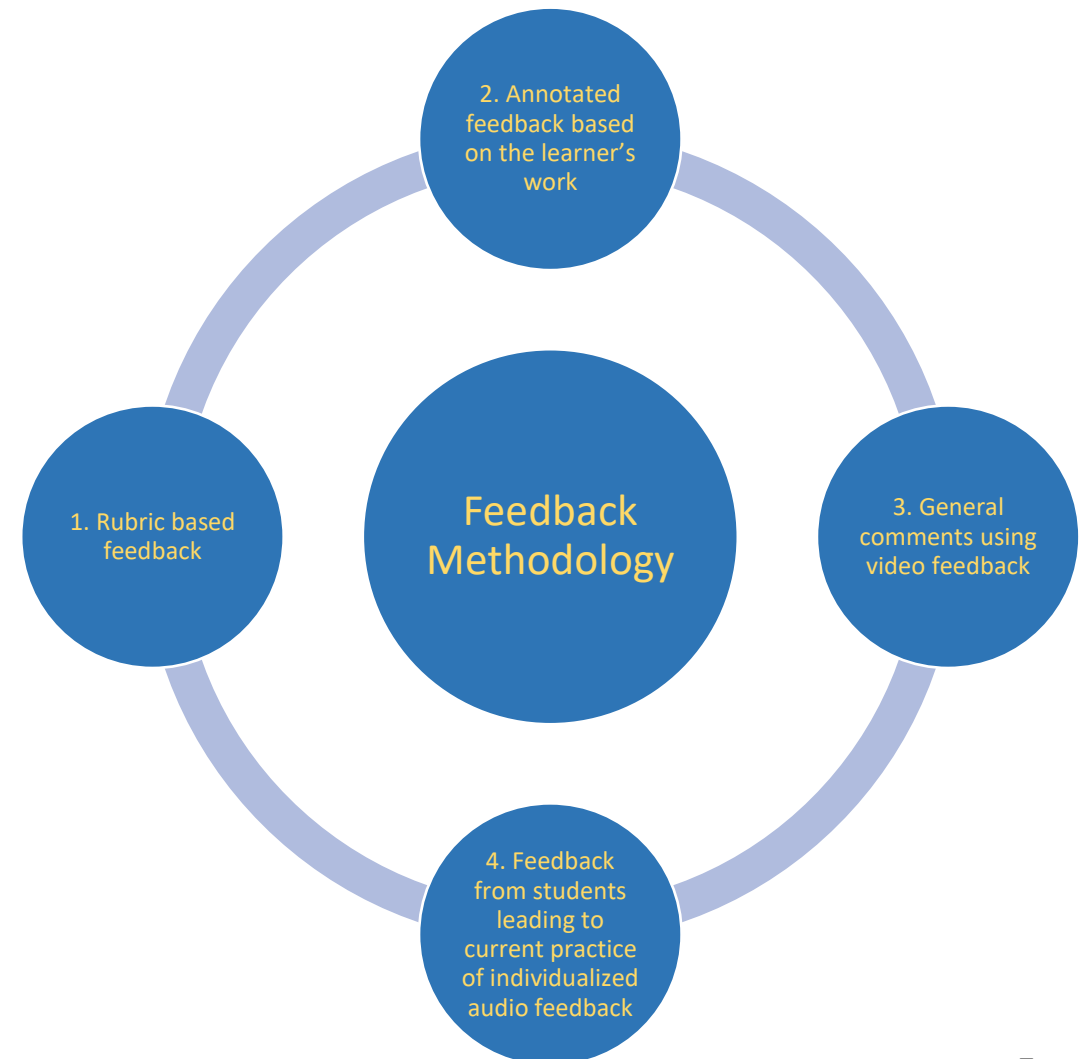 2. Annotated
feedback based
on the learner’s
work
1. Rubric based
feedback
Feedback
Methodology
3. General
comments using
video feedback
4. Feedback
from students
leading to
current practice
of individualized
audio feedback